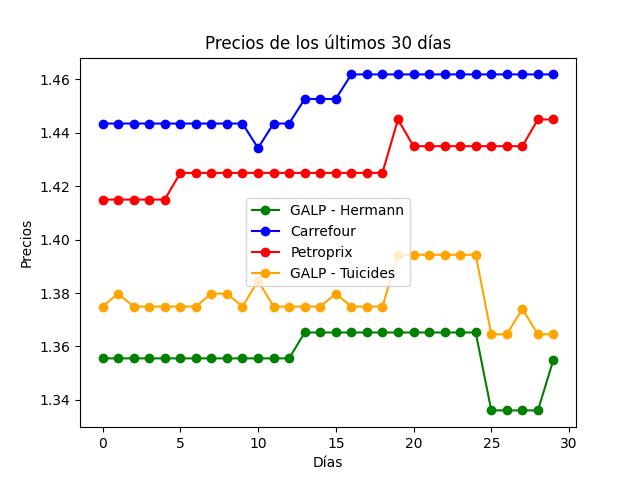 Precios de los últimos 30 días
1.46
1.44
1.42
1.40
1.38
1.36
1.34
Precios
GALP - Hermann
Carrefour
Petroprix
GALP - Tuicides
0 5 10 15 20 25 30
Días